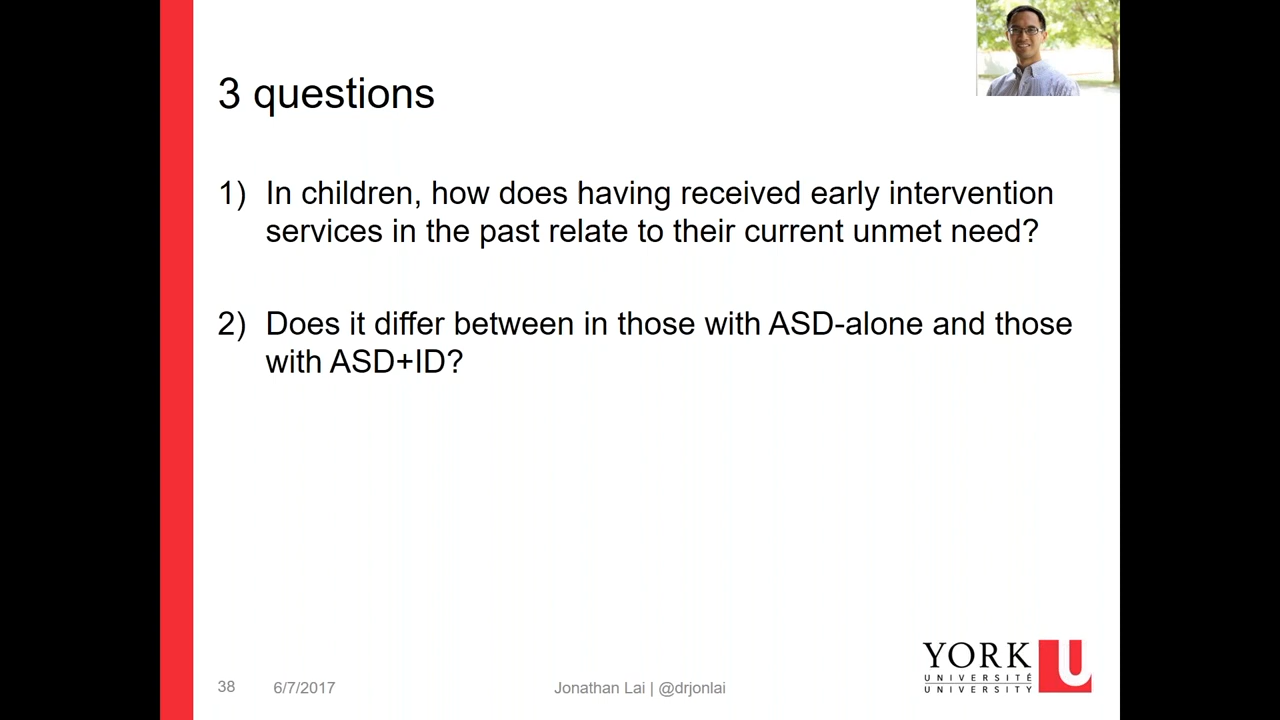 3 questions
1) In children, how does having received early intervention
services in the past relate to their current unmet need?
2) Does it differ between in those with ASD-alone and those
with ASD+ID?
YORK U
UNIVERSITÉ
UNIVERSITY
38 6/7/2017 Jonathan Lai | @drjonlai